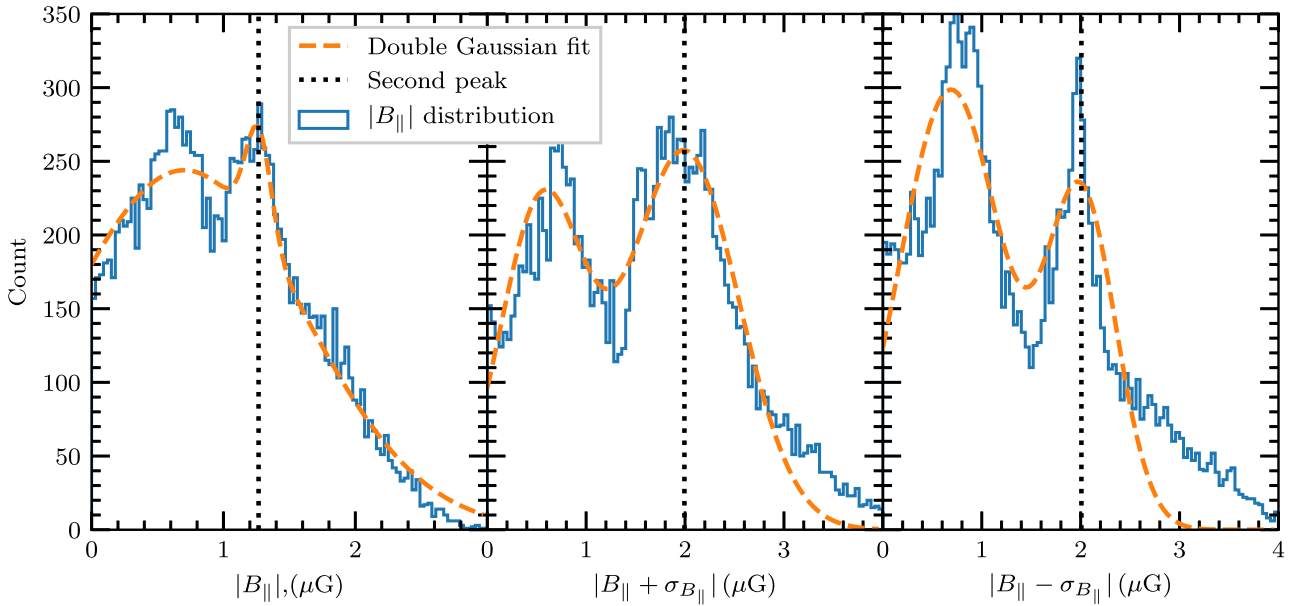 350
300
250
200
150
100
50
0
Count
Double Gaussian fit
Second peak
|B∥| distribution
0 1 2
0 1 2 3
0 1 2 3 4
|B∥|,(μG)
|B∥ + σB∥| (μG)
|B∥ − σB∥| (μG)